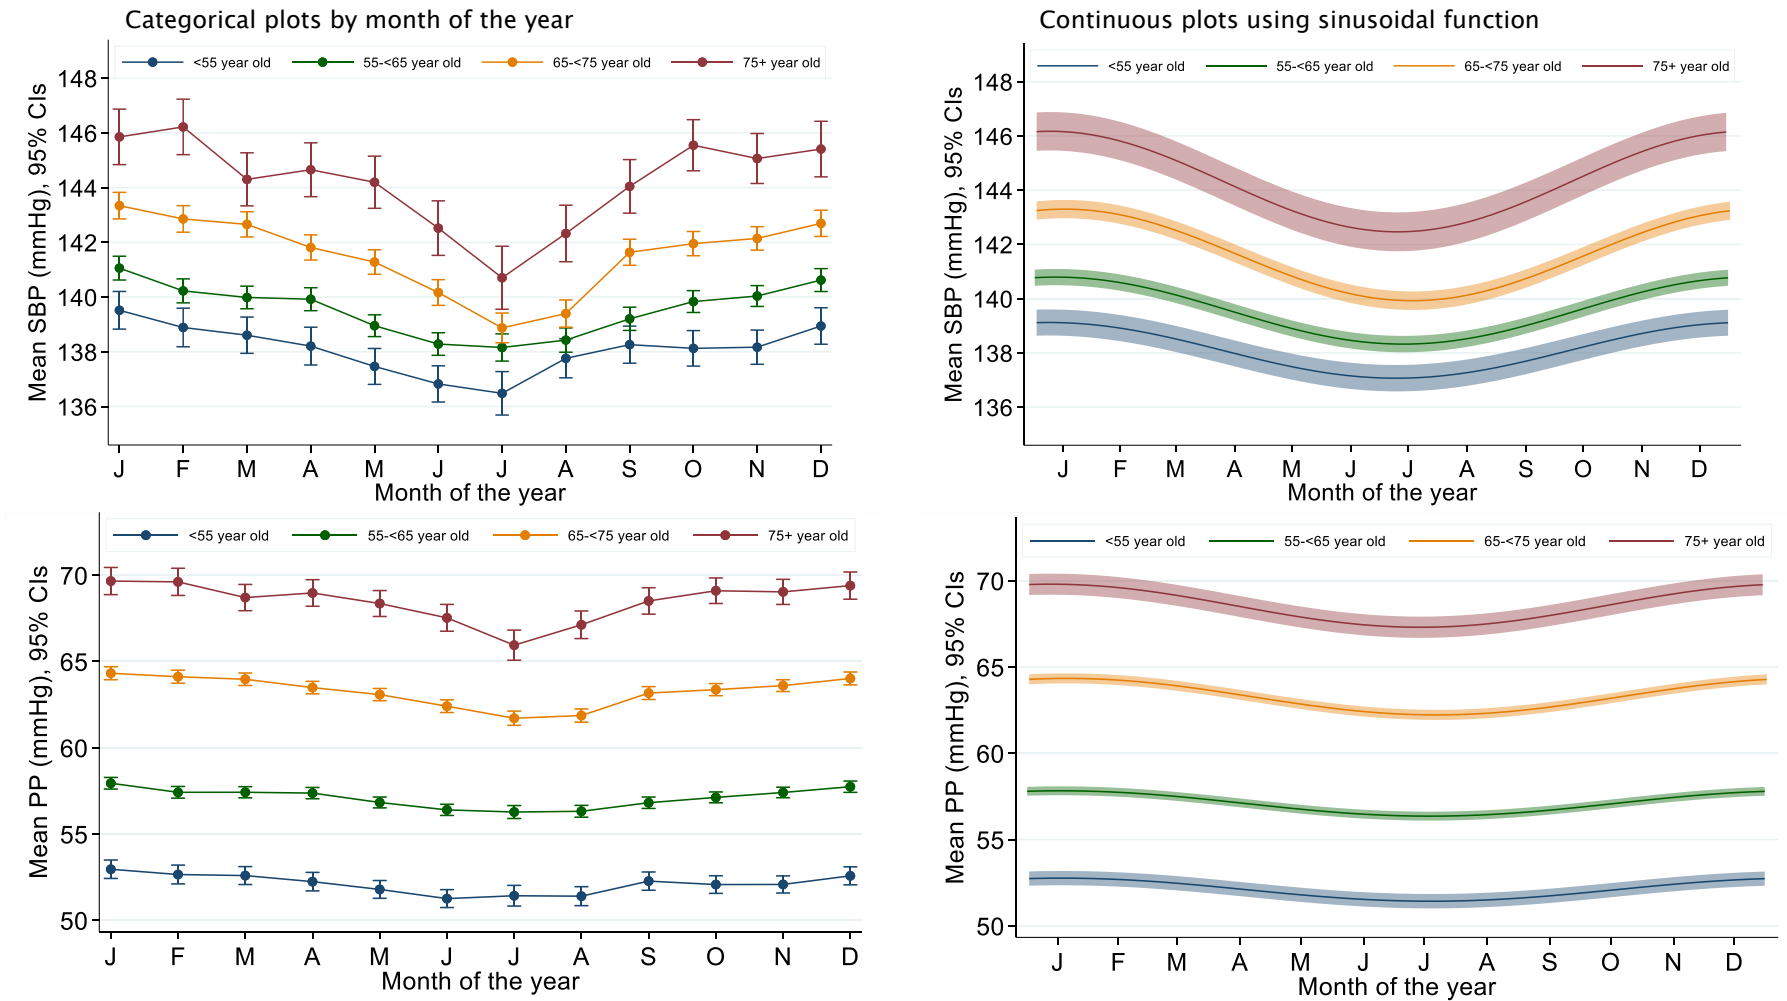 Categorical plots by month of the year
Continuous plots using sinusoidal function
<55 year old 55-<65 year old 65-<75 year old 75+ year old
Mean SBP (mmHg), 95% CIs
148
146
144
142
140
138
136
J F M A M J J A S O N D
Month of the year
<55 year old 55-<65 year old 65-<75 year old 75+ year old
Mean SBP (mmHg), 95% CIs
148
146
144
142
140
138
136
J F M A M J J A S O N D
Month of the year
<55 year old 55-<65 year old 65-<75 year old 75+ year old
Mean PP (mmHg), 95% CIs
70
65
60
55
50
J F M A M J J A S O N D
Month of the year
<55 year old 55-<65 year old 65-<75 year old 75+ year old
Mean PP (mmHg), 95% CIs
70
65
60
55
50
J F M A M J J A S O N D
Month of the year